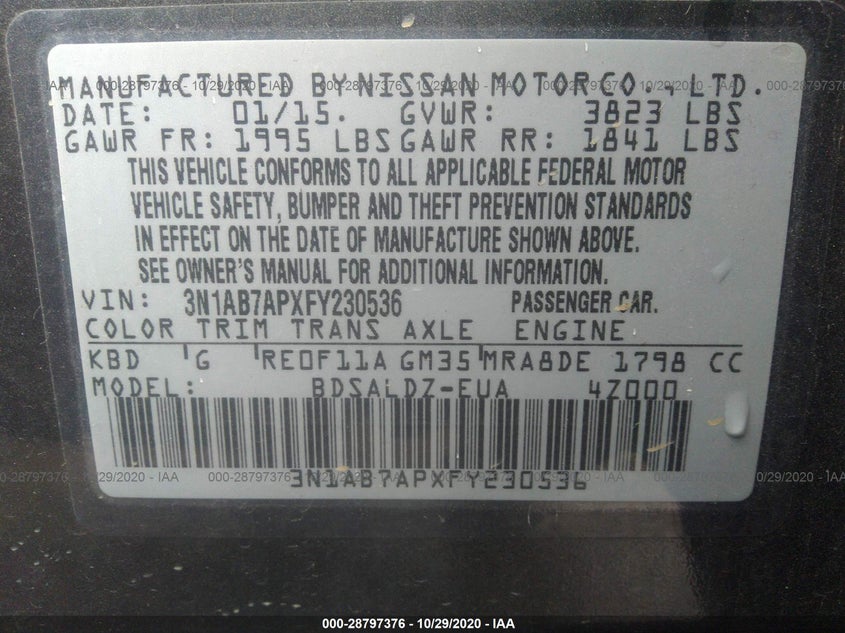 MANUFACTURED BY NISSAN MOTOR CO., LTD.
DATE: 01/15. GVWR: 3823 LBS
GAWR FR: 1995 LBS GAWR RR: 1841 LBS
THIS VEHICLE CONFORMS TO ALL APPLICABLE FEDERAL MOTOR
VEHICLE SAFETY, BUMPER AND THEFT PREVENTION STANDARDS
IN EFFECT ON THE DATE OF MANUFACTURE SHOWN ABOVE.
SEE OWNER'S MANUAL FOR ADDITIONAL INFORMATION.
VIN: 3N1AB7APXFY230536 PASSENGER CAR.
COLOR TRIM TRANS AXLE ENGINE
KBD G RE0F11A GM35 MRA8DE 1798 CC
MODEL: BDSALDZ-EUA 4Z000
3N1AB7APXFY230536
000-28797376 - 10/29/2020 - IAA